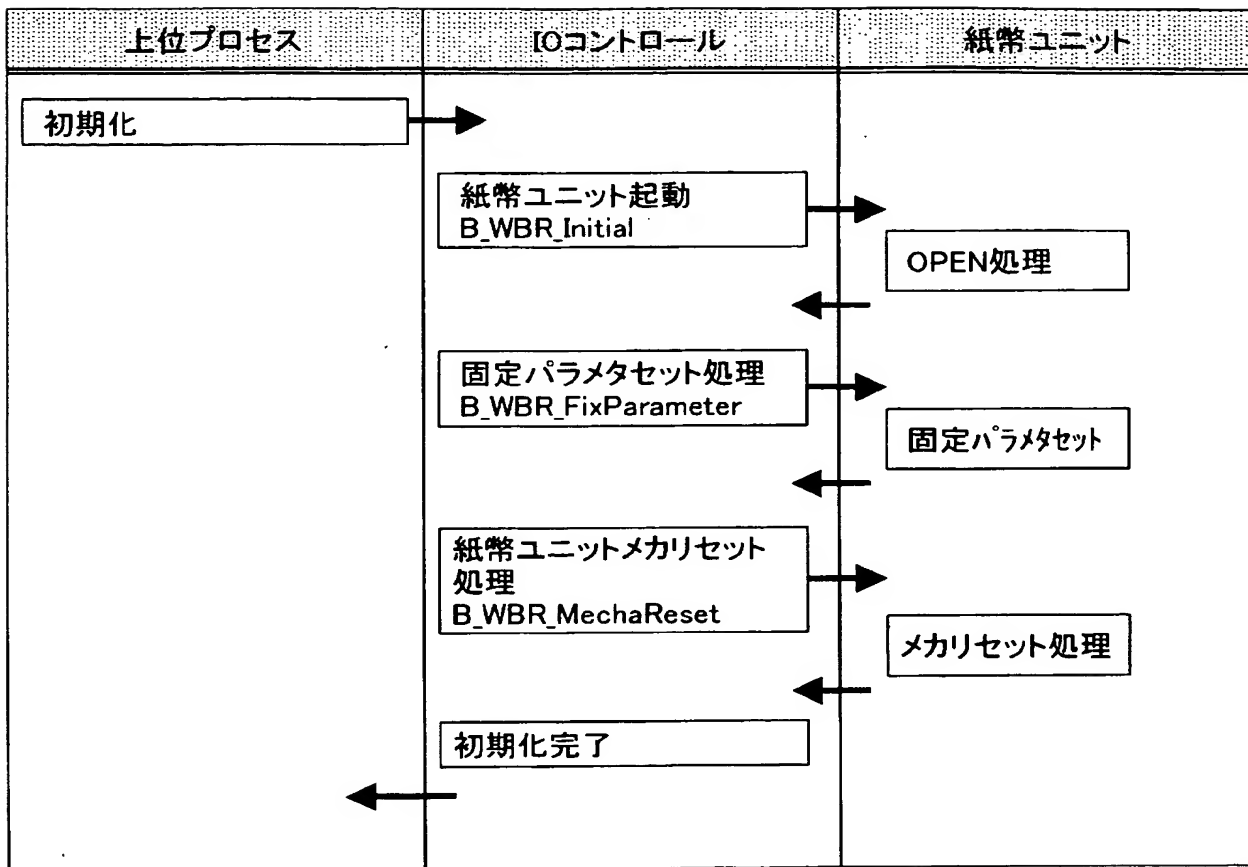 上位プロセス
IOコントロール
紙幣ユニット
初期化
紙幣ユニット起動
B_WBR_Initial
OPEN処理
固定パラメタセット処理
B_WBR_FixParameter
固定パラメタセット
紙幣ユニットメカリセット
処理
B_WBR_MechaReset
メカリセット処理
初期化完了